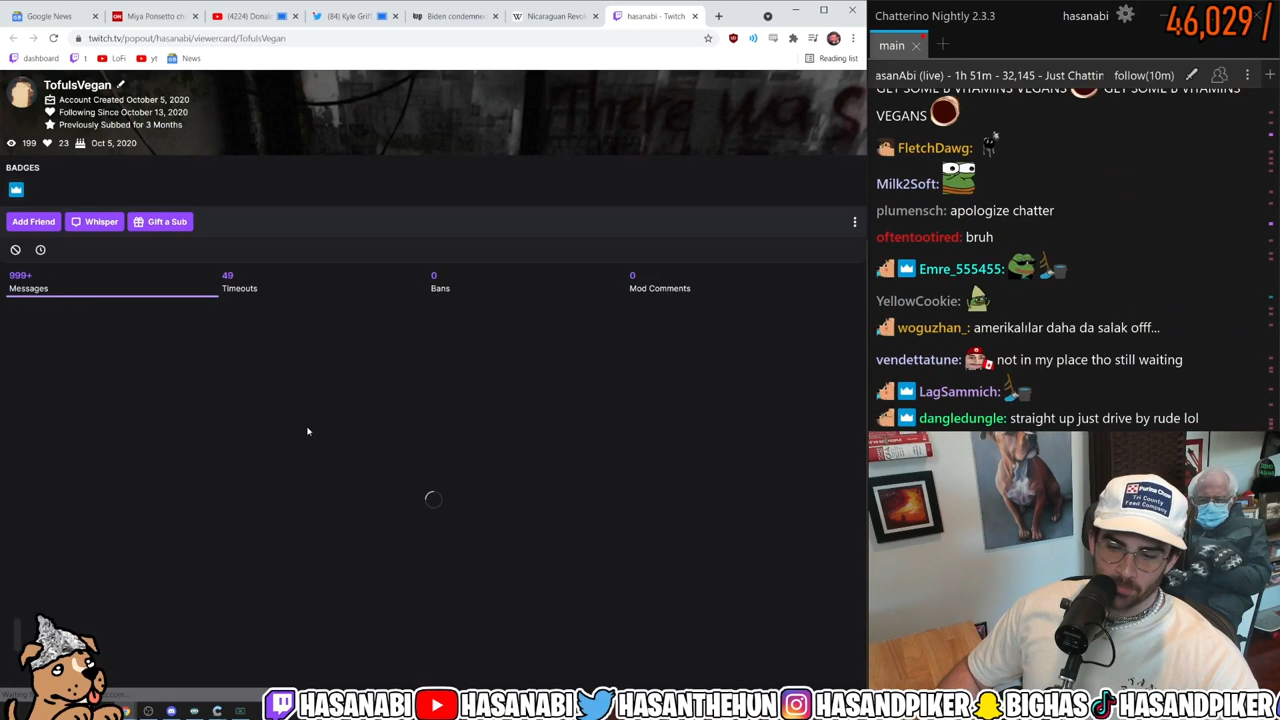 Google News
Miya Ponsetto ch
(4224) Donal
(84) Kyle Grif
Biden condemne
Nicaraguan Revol
hasanabi - Twitch
twitch.tv/popout/hasanabi/viewercard/TofuIsVegan
dashboard
t
LoFi
yt
News
Reading list
TofuIsVegan
Account Created October 5, 2020
Following Since October 13, 2020
Previously Subbed for 3 Months
199 23 Oct 5, 2020
BADGES
Add Friend
Whisper
Gift a Sub
999+
Messages
49
Timeouts
0
Bans
0
Mod Comments
Chatterino Nightly 2.3.3
hasanabi
46,029 /
main
asanAbi (live) - 1h 51m - 32,145 - Just Chattin
follow(10m)
GET SOME B VITAMINS VEGANS GET SOME B VITAMINS
VEGANS
FletchDawg:
Milk2Soft:
plumensch: apologize chatter
oftentootired: bruh
Emre_555455:
YellowCookie:
woguzhan_: amerikalılar daha da salak offf...
vendettatune: not in my place tho still waiting
LagSammich:
dangledungle: straight up just drive by rude lol
Purina Chow
Tri County
Feed Company
HASANABI
HASANABI
HASANTHEHUN
HASANDPIKER
BIGHAS
HASANDPIKER